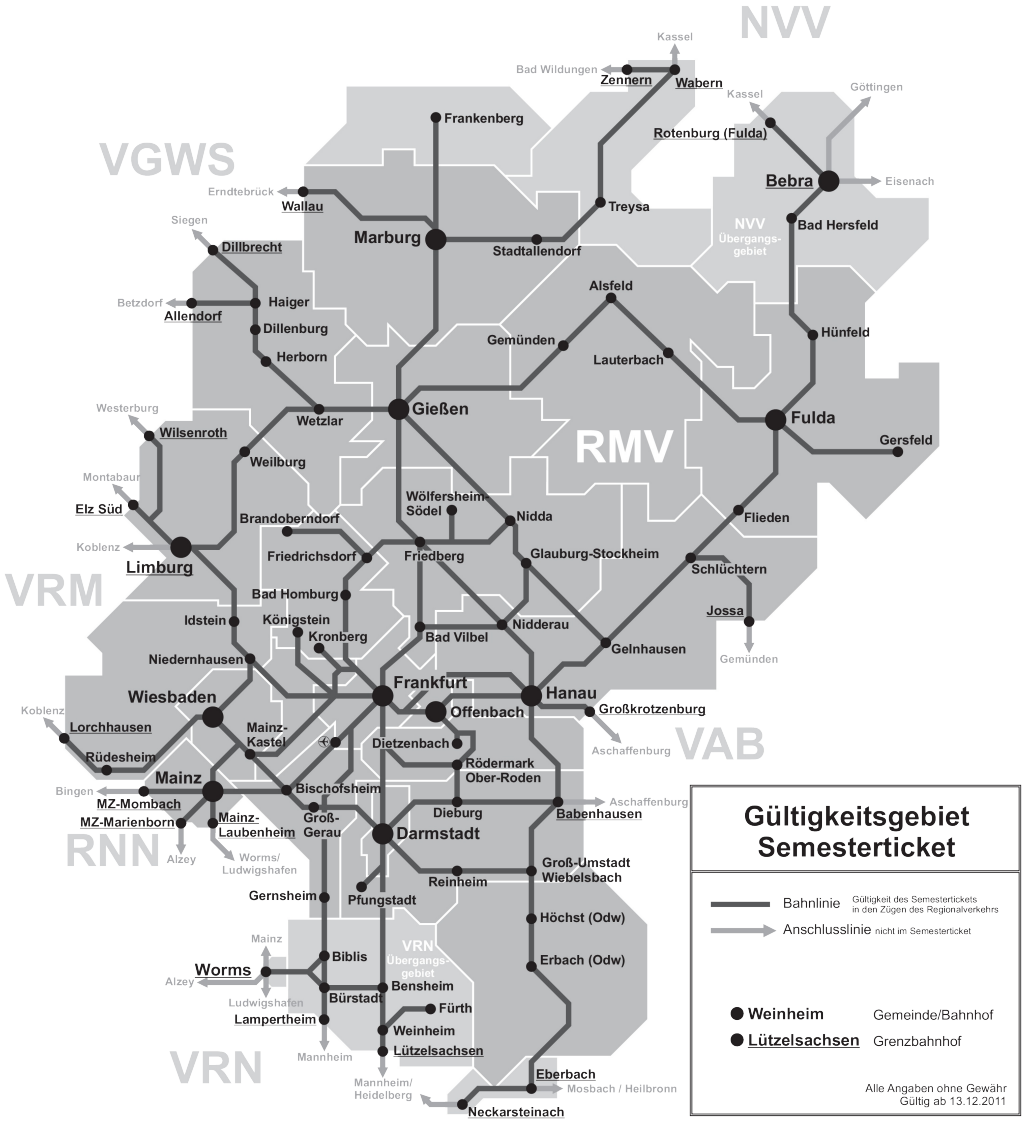 NVV
Kassel
Bad Wildungen
Zennern
Wabern
Kassel
Göttingen
Frankenberg
Rotenburg (Fulda)
VGWS
Bebra
Eisenach
Erndtebrück
Wallau
Treysa
NVV
Übergangs-
gebiet
Bad Hersfeld
Siegen
Marburg
Stadtallendorf
Dillbrecht
Alsfeld
Betzdorf
Allendorf
Haiger
Dillenburg
Gemünden
Lauterbach
Hünfeld
Herborn
Westerburg
Wetzlar
Gießen
Fulda
Wilsenroth
RMV
Gersfeld
Weilburg
Montabaur
Elz Süd
Wölfersheim-
Södel
Brandoberndorf
Nidda
Flieden
Koblenz
Limburg
Friedrichsdorf
Friedberg
Glauburg-Stockheim
Schlüchtern
VRM
Bad Homburg
Jossa
Idstein
Königstein
Kronberg
Bad Vilbel
Nidderau
Gelnhausen
Gemünden
Niedernhausen
Frankfurt
Hanau
Wiesbaden
Offenbach
Großkrotzenburg
Koblenz
Lorchhausen
Mainz-
Kastel
Dietzenbach
Aschaffenburg
VAB
Rüdesheim
Rödermark
Ober-Roden
Mainz
Bingen
MZ-Mombach
Bischofsheim
Aschaffenburg
MZ-Marienborn
Mainz-
Laubenheim
Groß-
Gerau
Dieburg
Babenhausen
RNN
Alzey
Worms/
Ludwigshafen
Darmstadt
Groß-Umstadt
Wiebelsbach
Reinheim
Pfungstadt
Gernsheim
Höchst (Odw)
Mainz
VRN
Übergangs-
gebiet
Biblis
Worms
Erbach (Odw)
Alzey
Ludwigshafen
Bürstadt
Bensheim
Lampertheim
Fürth
Weinheim
Mannheim
Lützelsachsen
VRN
Mannheim/
Heidelberg
Eberbach
Mosbach / Heilbronn
Neckarsteinach
Gültigkeitsgebiet
Semesterticket
Bahnlinie
Gültigkeit des Semestertickets
in den Zügen des Regionalverkehrs
Anschlusslinie nicht im Semesterticket
Weinheim Gemeinde/Bahnhof
Lützelsachsen Grenzbahnhof
Alle Angaben ohne Gewähr
Gültig ab 13.12.2011